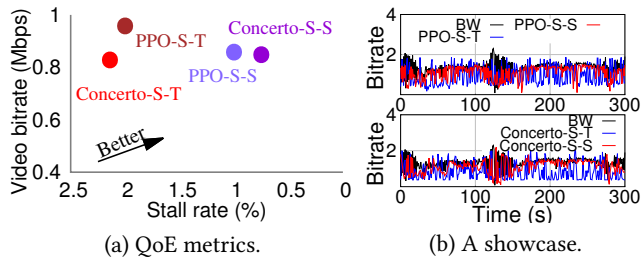 Video bitrate (Mbps)
1
0.8
0.6
0.4
PPO-S-T
Concerto-S-S
PPO-S-S
Concerto-S-T
Better
2.5 2 1.5 1 0.5 0
Stall rate (%)
(a) QoE metrics.
Bitrate
4
2
BW PPO-S-S
PPO-S-T
0 100 200 300
Bitrate
4
2
BW
Concerto-S-T
Concerto-S-S
0 100 200 300
Time (s)
(b) A showcase.